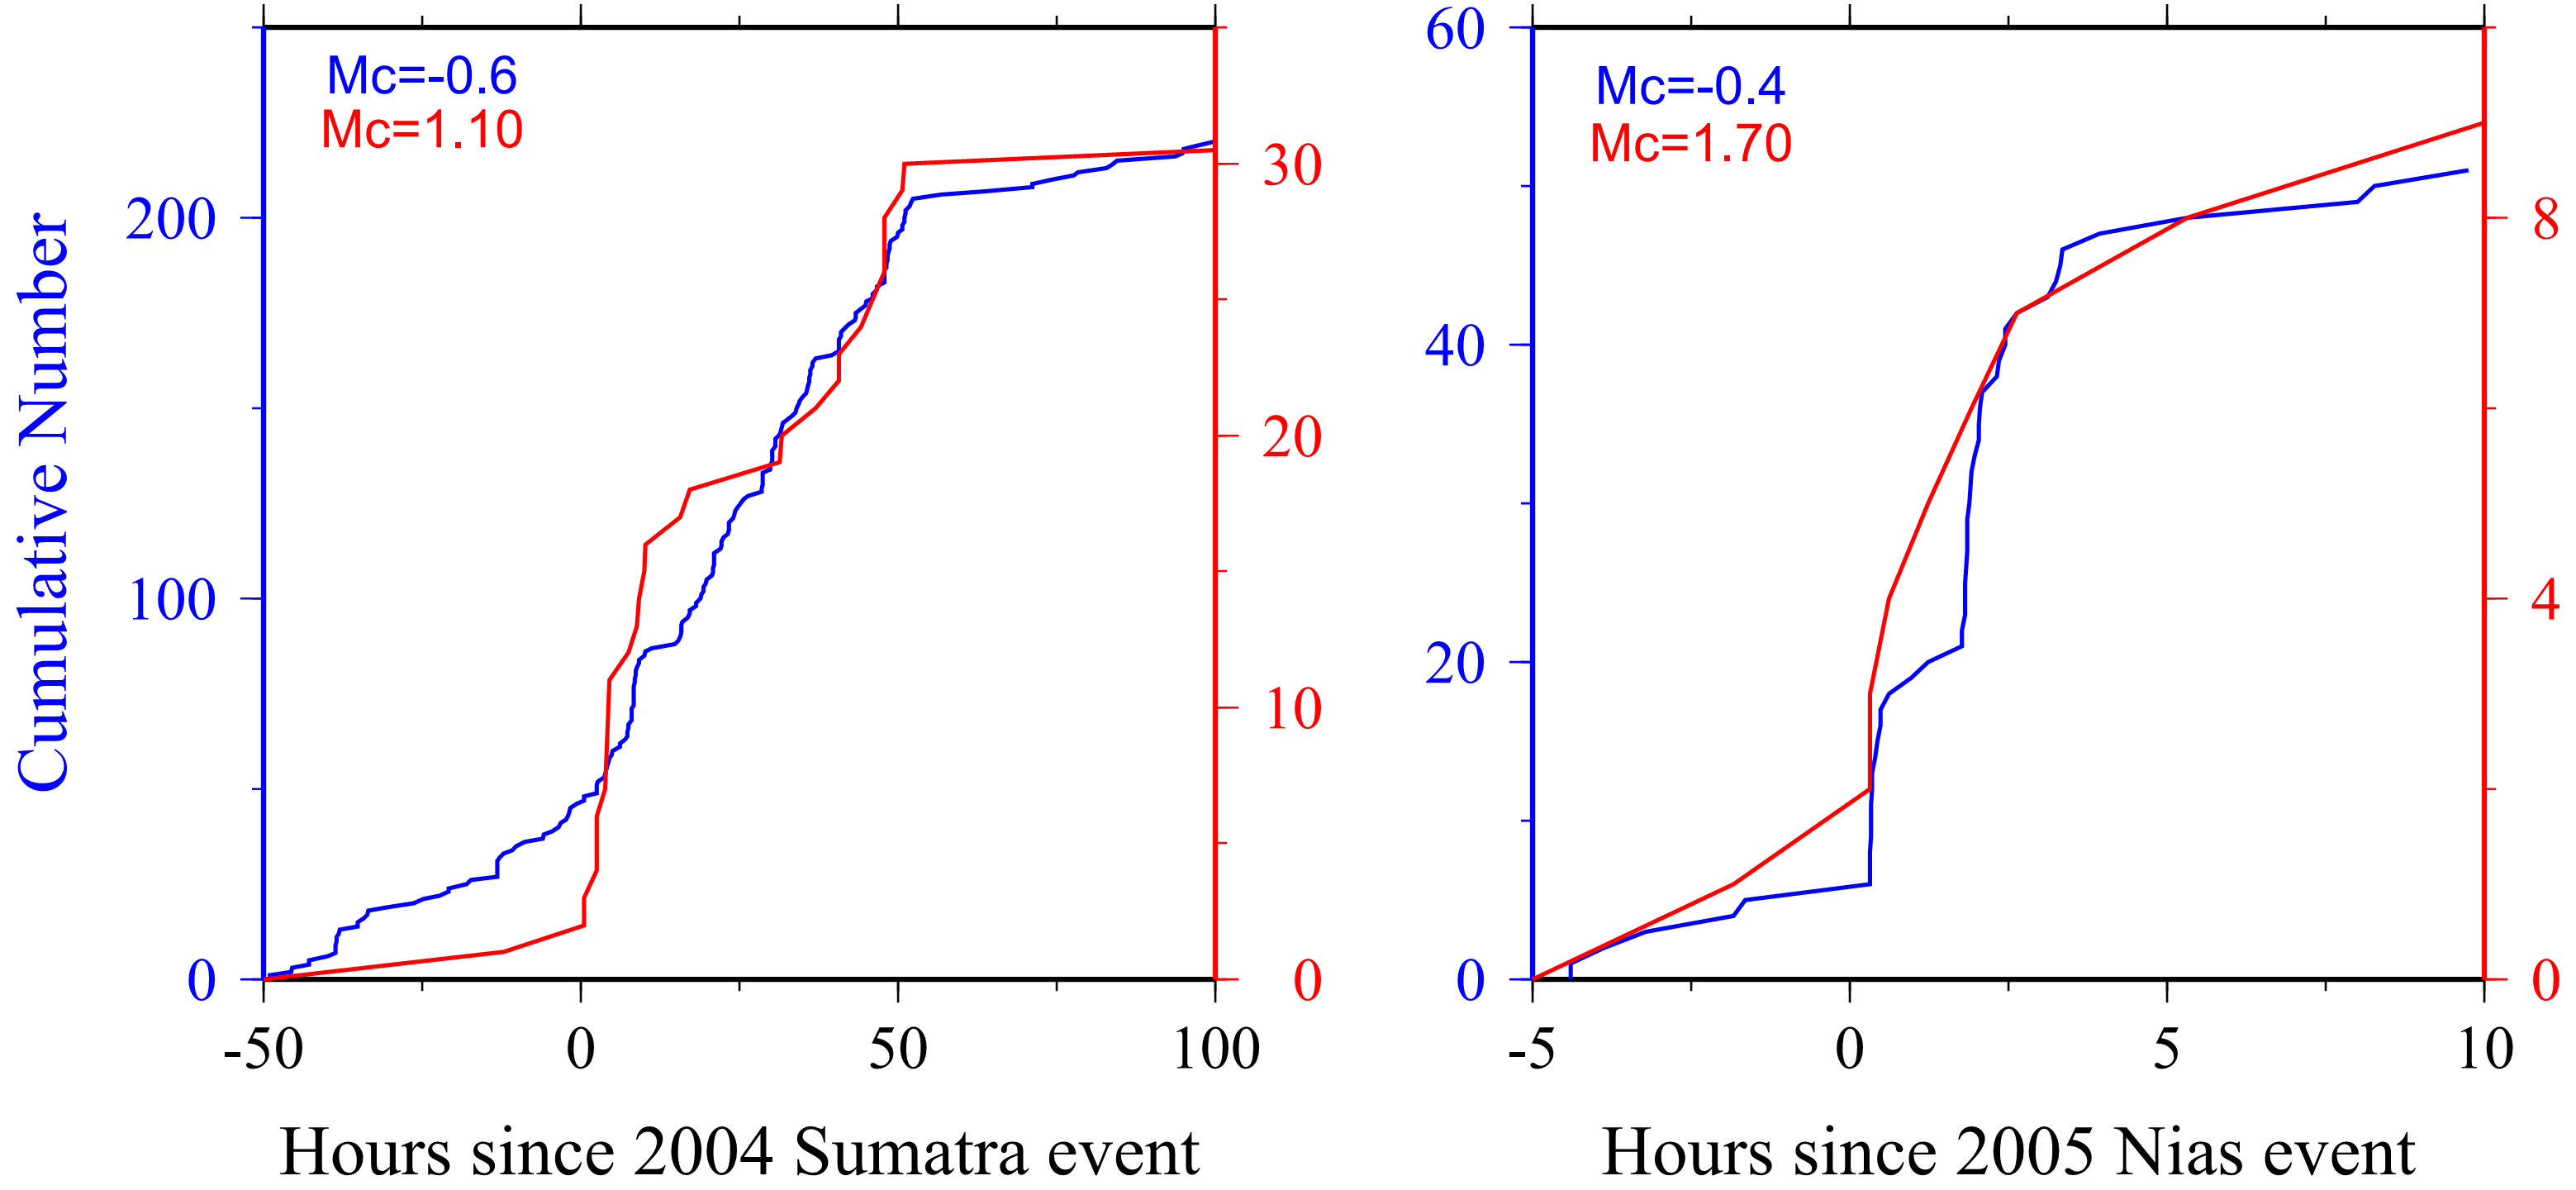 Mc=-0.6
Mc=1.10
Cumulative Number
200
100
0
30
20
10
0
-50 0 50 100
Hours since 2004 Sumatra event
Mc=-0.4
Mc=1.70
60
40
20
0
8
4
0
-5 0 5 10
Hours since 2005 Nias event